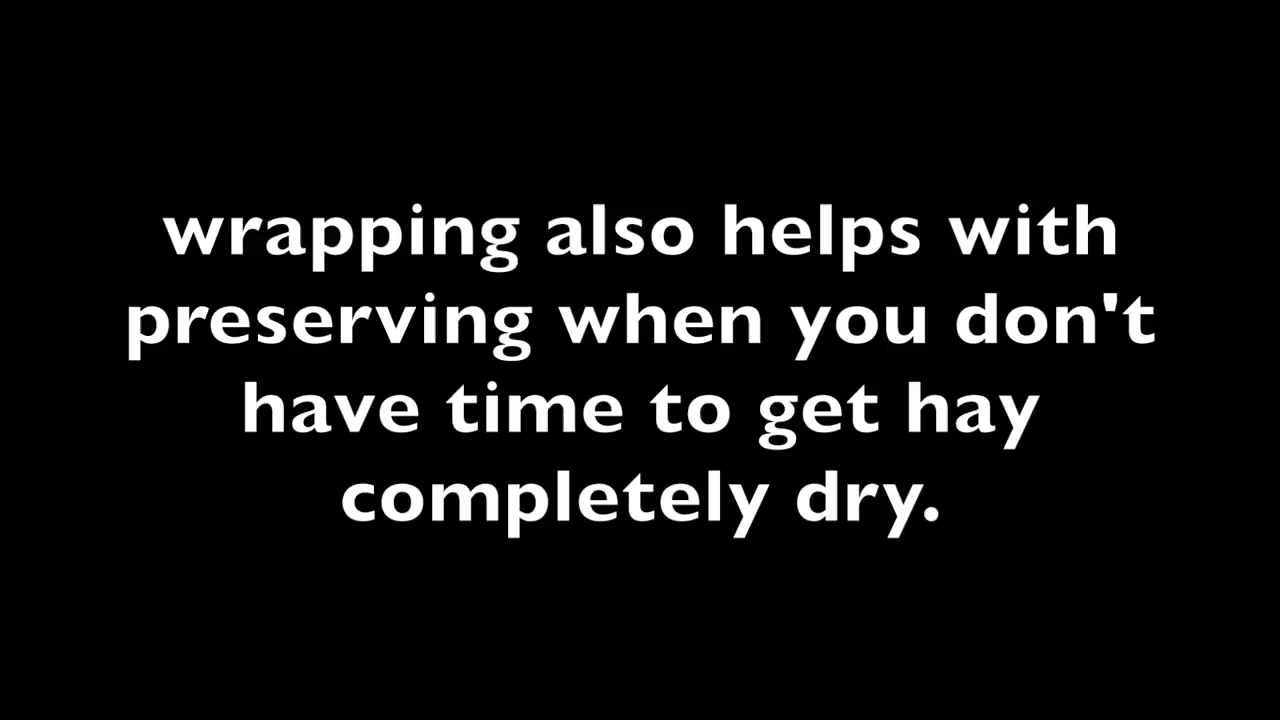 wrapping also helps with
preserving when you don't
have time to get hay
completely dry.